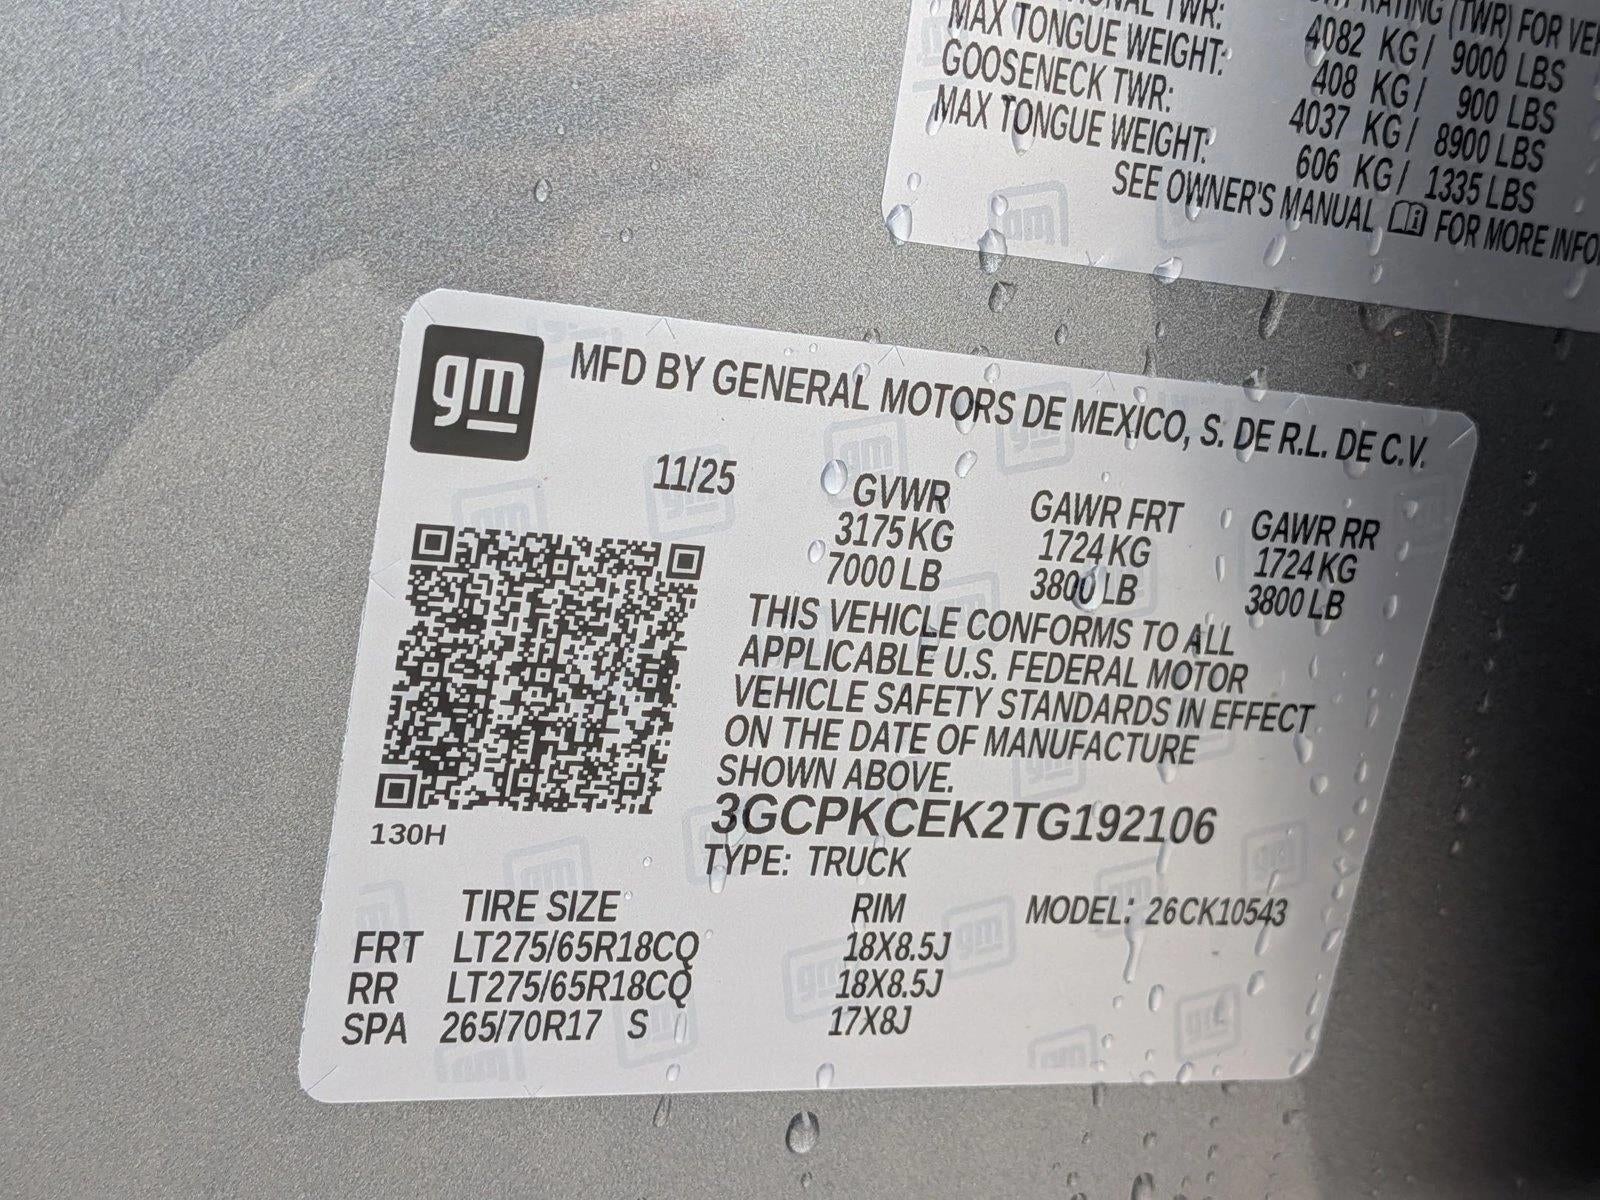 RATING (TWR) FOR
TWR: 4082 KG/ 9000 LBS
MAX TONGUE WEIGHT: 408 KG/ 900 LBS
GOOSENECK TWR: 4037 KG/ 8900 LBS
MAX TONGUE WEIGHT: 606 KG/ 1335 LBS
SEE OWNER'S MANUAL FOR MORE
gm MFD BY GENERAL MOTORS DE MEXICO, S. DE R.L. DE C.V.
11/25
GVWR GAWR FRT GAWR RR
3175 KG 1724 KG 1724 KG
7000 LB 3800 LB 3800 LB
THIS VEHICLE CONFORMS TO ALL
APPLICABLE U.S. FEDERAL MOTOR
VEHICLE SAFETY STANDARDS IN EFFECT
ON THE DATE OF MANUFACTURE
SHOWN ABOVE.
3GCPKCEK2TG192106
130H
TYPE: TRUCK
TIRE SIZE RIM MODEL: 26CK10543
FRT LT275/65R18CQ 18X8.5J
RR LT275/65R18CQ 18X8.5J
SPA 265/70R17 S 17X8J